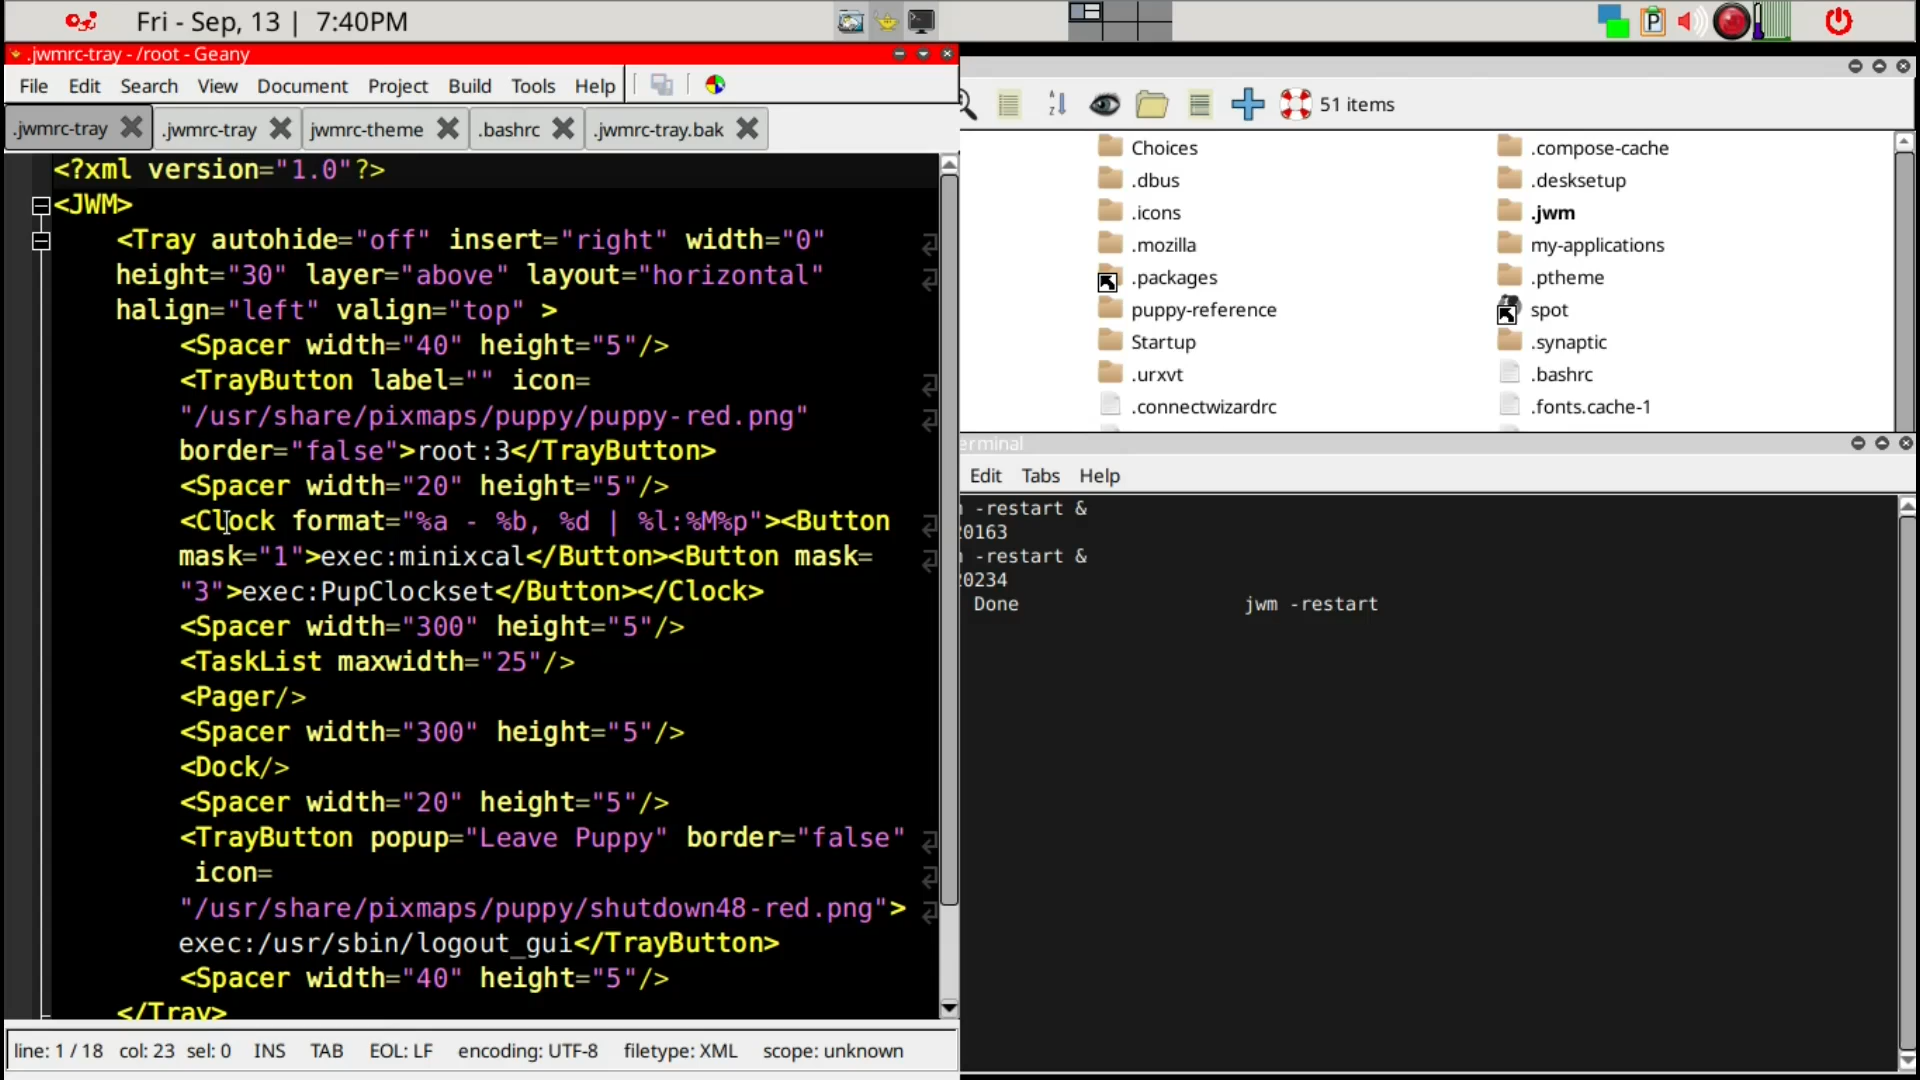 Fri - Sep, 13 | 7:40PM
.jwmrc-tray - /root - Geany
File Edit Search View Document Project Build Tools Help
.jwmrc-tray .jwmrc-tray jwmrc-theme .bashrc .jwmrc-tray.bak
<?xml version="1.0"?>
<JWM>
<Tray autohide="off" insert="right" width="0"
height="30" layer="above" layout="horizontal"
halign="left" valign="top" >
<Spacer width="40" height="5"/>
<TrayButton label="" icon=
"/usr/share/pixmaps/puppy/puppy-red.png"
border="false">root:3</TrayButton>
<Spacer width="20" height="5"/>
<Clock format="%a - %b, %d | %l:%M%p"><Button
mask="1">exec:minixcal</Button><Button mask=
"3">exec:PupClockset</Button></Clock>
<Spacer width="300" height="5"/>
<TaskList maxwidth="25"/>
<Pager/>
<Spacer width="300" height="5"/>
<Dock/>
<Spacer width="20" height="5"/>
<TrayButton popup="Leave Puppy" border="false"
icon=
"/usr/share/pixmaps/puppy/shutdown48-red.png">
exec:/usr/sbin/logout_gui</TrayButton>
<Spacer width="40" height="5"/>
</Tray>
line: 1 / 18 col: 23 sel: 0 INS TAB EOL: LF encoding: UTF-8 filetype: XML scope: unknown
51 items
Choices .compose-cache
.dbus .desksetup
.icons .jwm
.mozilla my-applications
.packages .ptheme
puppy-reference spot
Startup .synaptic
.urxvt .bashrc
.connectwizardrc .fonts.cache-1
erminal
Edit Tabs Help
-restart &
0163
-restart &
0234
Done jwm -restart